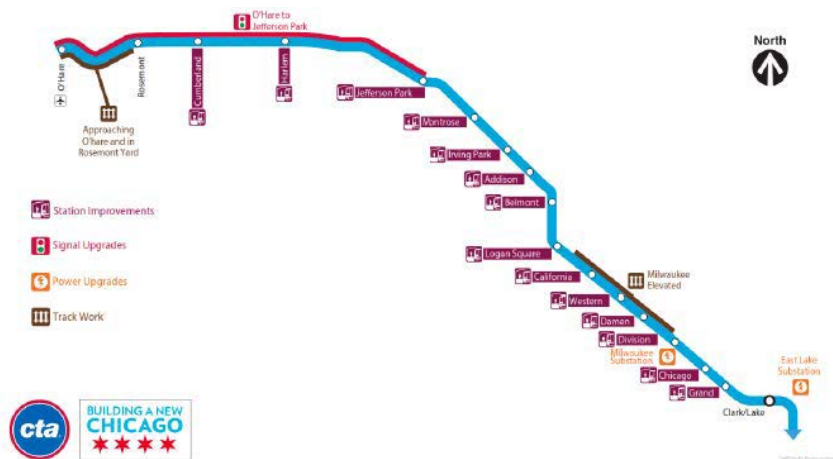 O'Hare to
Jefferson Park
North
O'Hare
Rosemont
Cumberland
Harlem
Jefferson Park
Approaching
O'hare and in
Rosemont Yard
Montrose
Irving Park
Addison
Belmont
Station Improvements
Signal Upgrades
Power Upgrades
Track Work
Logan Square
California
Milwaukee
Elevated
Western
Damen
Division
Milwaukee
Substation
East Lake
Substation
Chicago
Grand
Clark/Lake
cta
BUILDING A NEW
CHICAGO